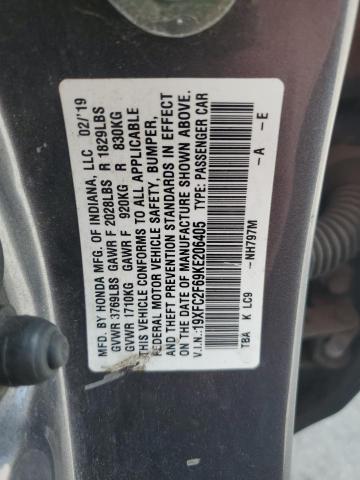 MFD. BY HONDA MFG. OF INDIANA, LLC 02/'19
GVWR 3769LBS GAWR F 2028LBS R 1829LBS
GVWR 1710KG GAWR F 920KG R 830KG
THIS VEHICLE CONFORMS TO ALL APPLICABLE
FEDERAL MOTOR VEHICLE SAFETY, BUMPER,
AND THEFT PREVENTION STANDARDS IN EFFECT
ON THE DATE OF MANUFACTURE SHOWN ABOVE.
V.I.N.:19XFC2F69KE206405 TYPE: PASSENGER CAR
TBA K LC9 -NH797M -A -E